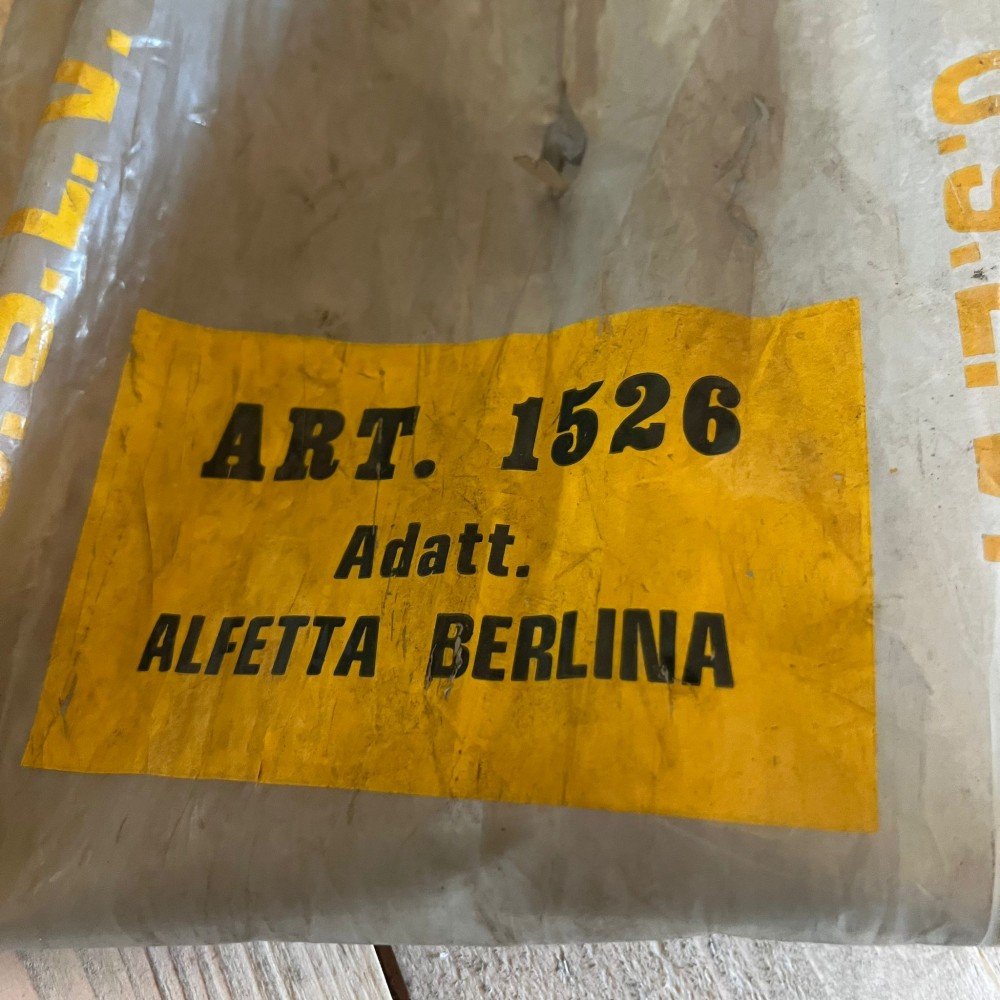 S.L.V.
ART. 1526
Adatt.
ALFETTA BERLINA